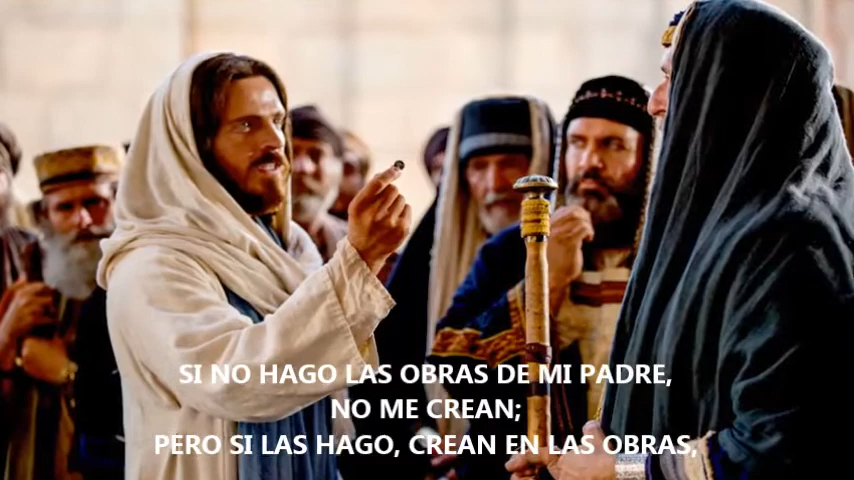 SI NO HAGO LAS OBRAS DE MI PADRE,
NO ME CREAN;
PERO SI LAS HAGO, CREAN EN LAS OBRAS,